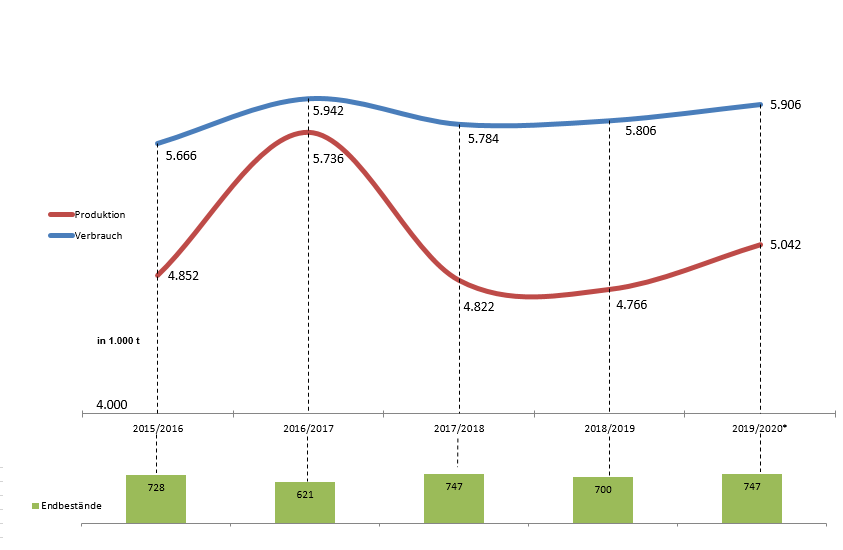 5.942
5.906
5.784
5.806
5.666
5.736
Produktion
Verbrauch
5.042
4.852
4.822
4.766
in 1.000 t
4.000
2015/2016 2016/2017 2017/2018 2018/2019 2019/2020*
728 621 747 700 747
Endbestände